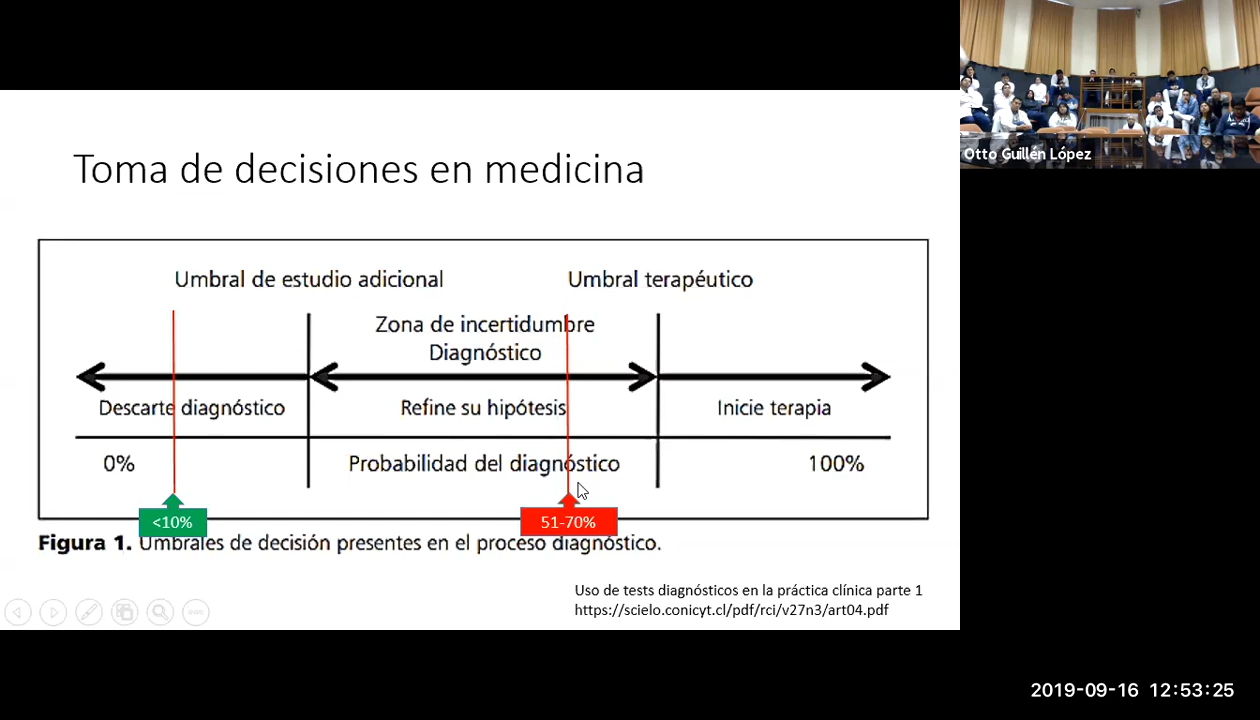 Toma de decisiones en medicina
Umbral de estudio adicional
Umbral terapéutico
Zona de incertidumbre
Diagnóstico
Descarte diagnóstico
Refine su hipótesis
Inicie terapia
0%
Probabilidad del diagnóstico
100%
<10%
51-70%
Figura 1. Umbrales de decisión presentes en el proceso diagnóstico.
Uso de tests diagnósticos en la práctica clínica parte 1
https://scielo.conicyt.cl/pdf/rci/v27n3/art04.pdf
Otto Guillén López
2019-09-16 12:53:25